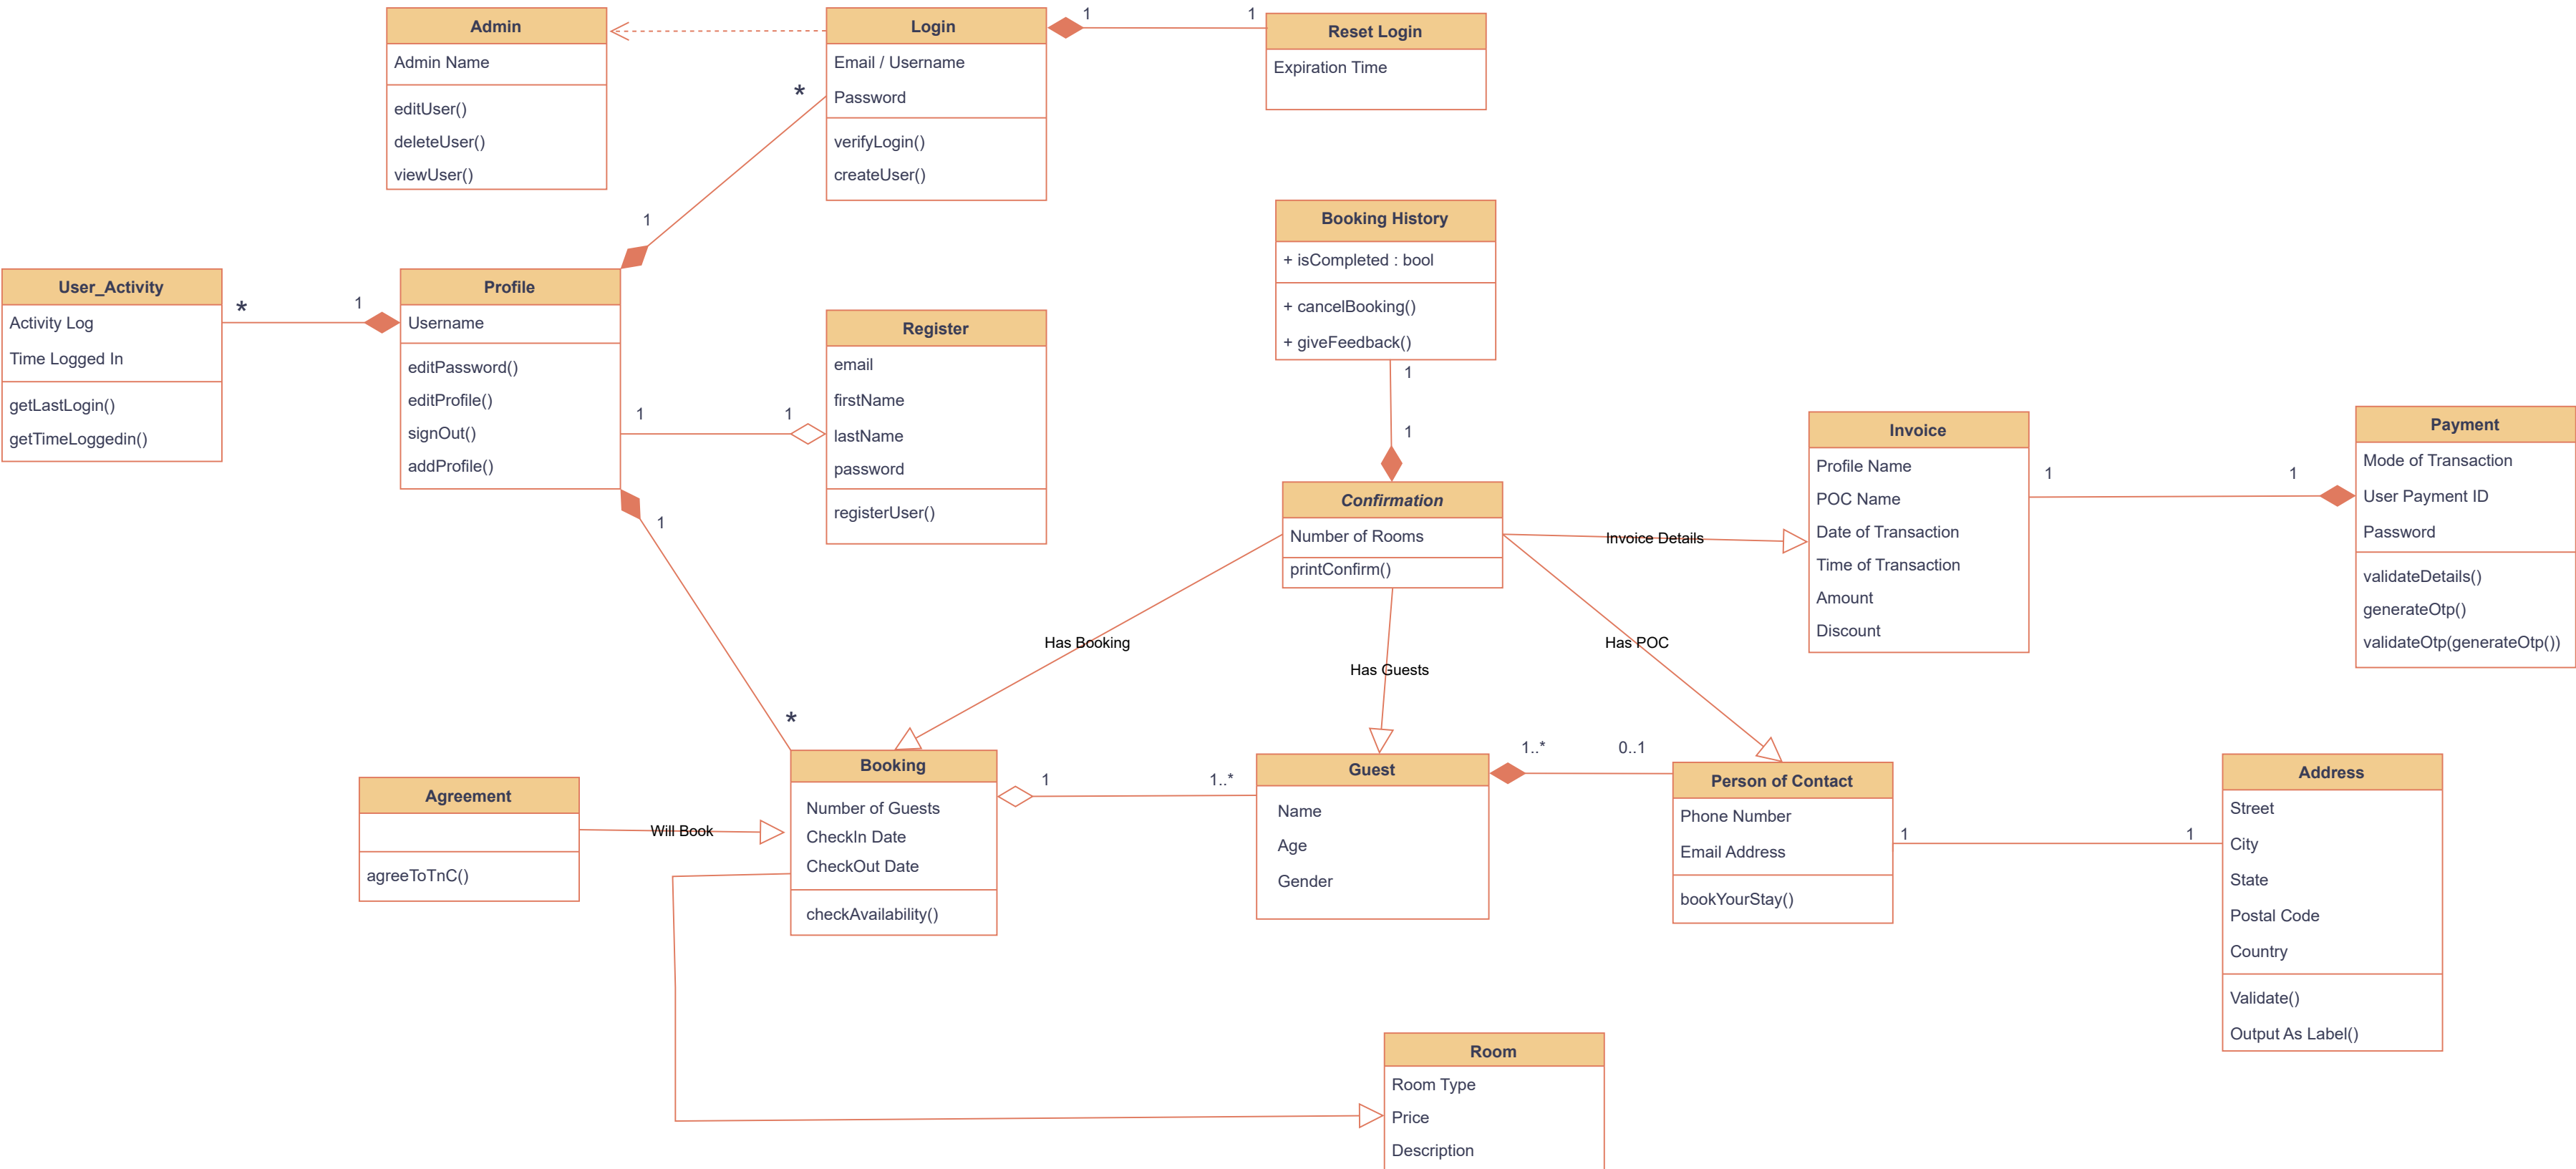 Admin
Admin Name
editUser()
deleteUser()
viewUser()
Login
Email / Username
Password
verifyLogin()
createUser()
1
1
Reset Login
Expiration Time
*
1
User_Activity
Activity Log
Time Logged In
getLastLogin()
getTimeLoggedin()
*
1
Profile
Username
editPassword()
editProfile()
signOut()
addProfile()
1
1
Register
email
firstName
lastName
password
registerUser()
1
*
Booking History
+ isCompleted : bool
+ cancelBooking()
+ giveFeedback()
1
1
Confirmation
Number of Rooms
printConfirm()
Invoice Details
Invoice
Profile Name
POC Name
Date of Transaction
Time of Transaction
Amount
Discount
1
1
Payment
Mode of Transaction
User Payment ID
Password
validateDetails()
generateOtp()
validateOtp(generateOtp())
Has Booking
Has Guests
Has POC
Agreement
agreeToTnC()
Will Book
Booking
Number of Guests
CheckIn Date
CheckOut Date
checkAvailability()
1
1..*
Guest
Name
Age
Gender
1..*
0..1
Person of Contact
Phone Number
Email Address
bookYourStay()
1
1
Address
Street
City
State
Postal Code
Country
Validate()
Output As Label()
Room
Room Type
Price
Description